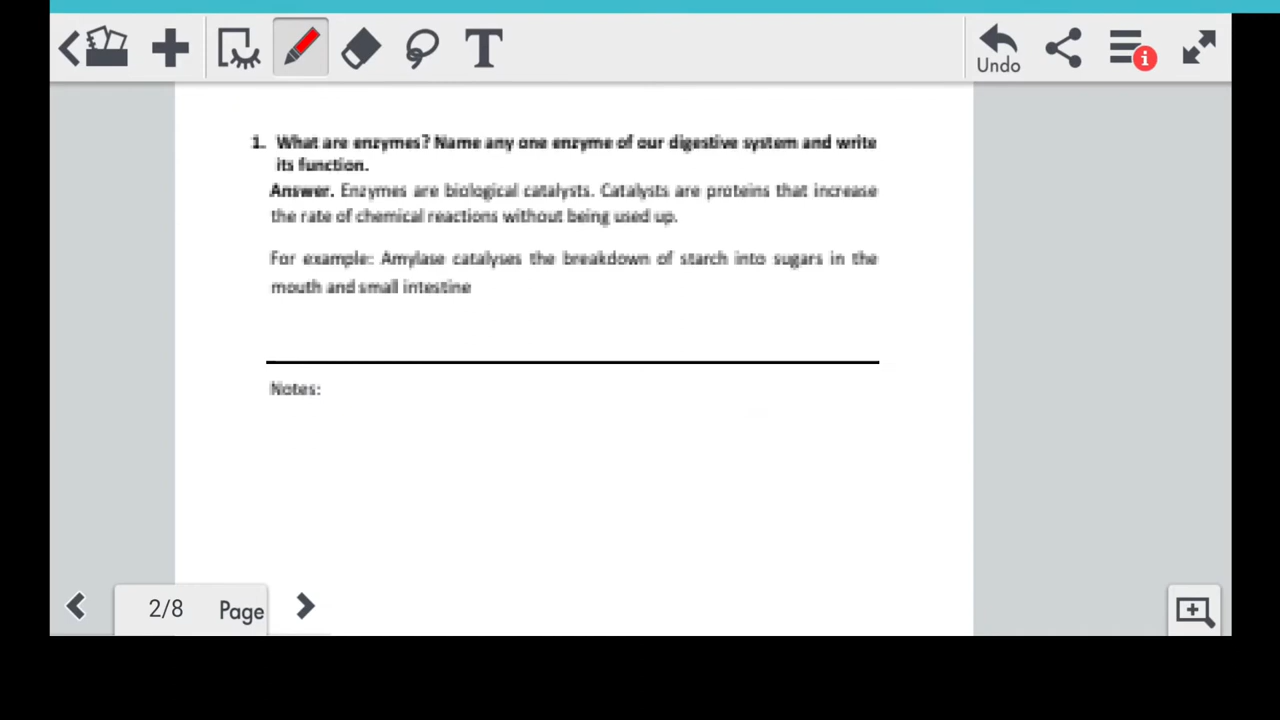 T
Undo
i
1. What are enzymes? Name any one enzyme of our digestive system and write
its function.
Answer. Enzymes are biological catalysts. Catalysts are proteins that increase
the rate of chemical reactions without being used up.
For example: Amylase catalyses the breakdown of starch into sugars in the
mouth and small intestine
Notes:
2/8 Page